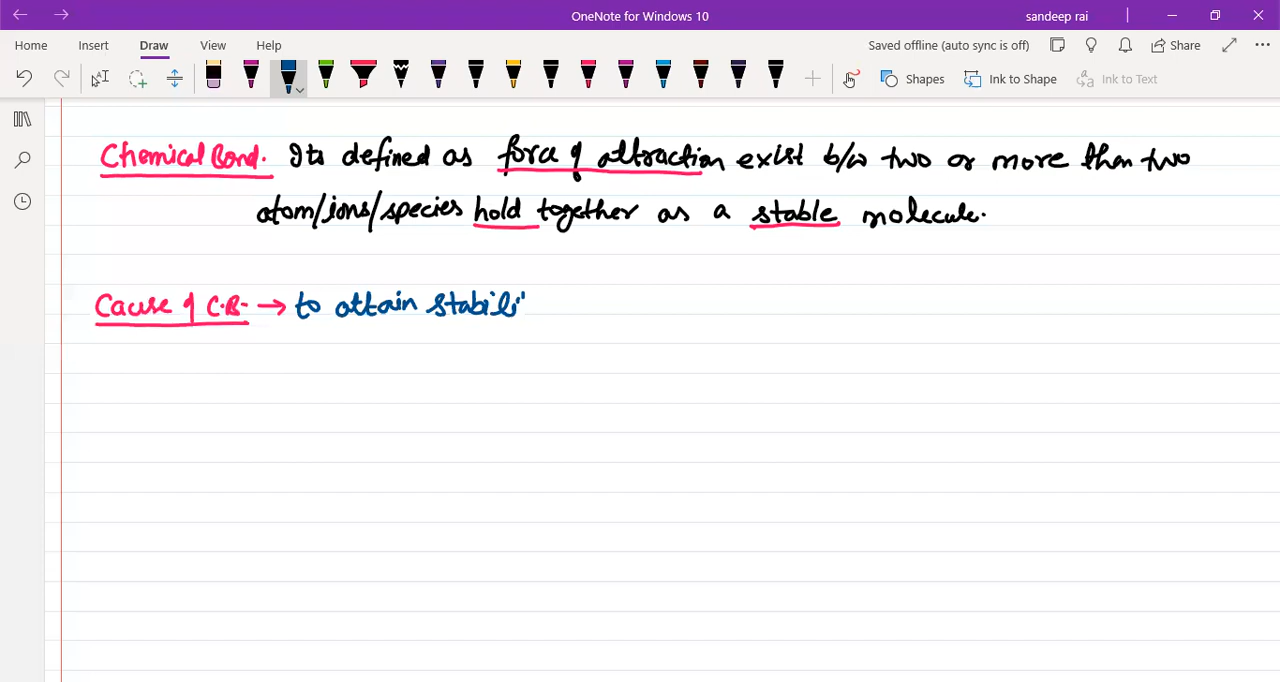 OneNote for Windows 10
sandeep rai
Home Insert Draw View Help
Saved offline (auto sync is off) Share
Shapes Ink to Shape Ink to Text
Chemical Bond. Its defined as force of attraction exist b/w two or more than two
atom/ions/species hold together as a stable molecule.
Cause of C.B. → to attain stabili